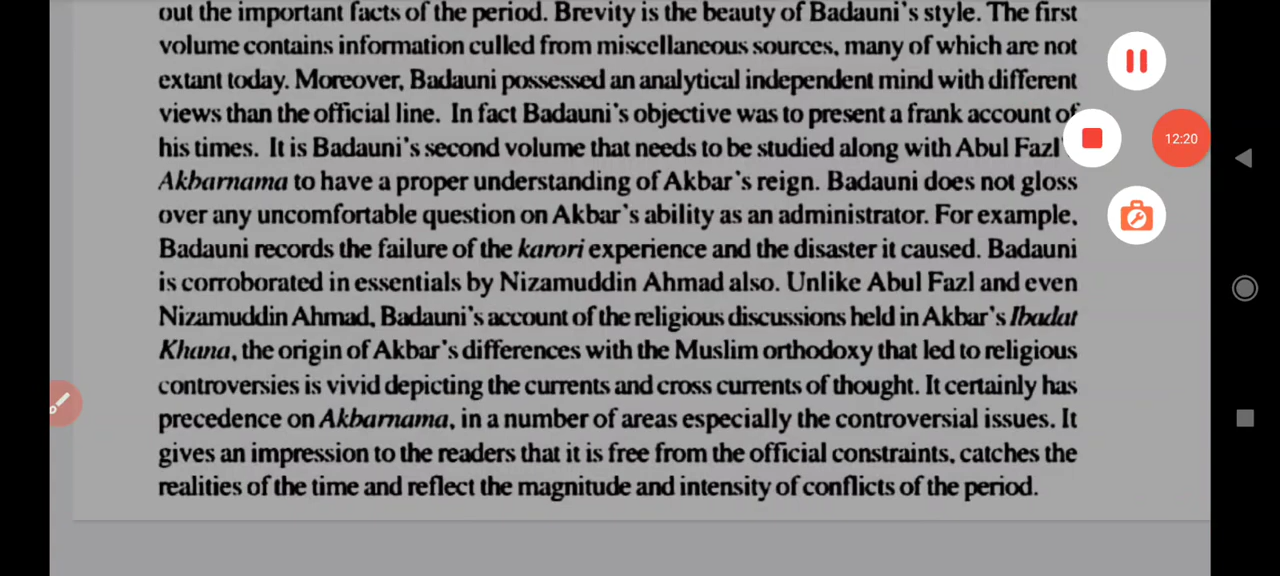 out the important facts of the period. Brevity is the beauty of Badauni's style. The first
volume contains information culled from miscellaneous sources, many of which are not
extant today. Moreover, Badauni possessed an analytical independent mind with different
views than the official line. In fact Badauni's objective was to present a frank account of
his times. It is Badauni's second volume that needs to be studied along with Abul Fazl'
Akbarnama to have a proper understanding of Akbar's reign. Badauni does not gloss
over any uncomfortable question on Akbar's ability as an administrator. For example,
Badauni records the failure of the karori experience and the disaster it caused. Badauni
is corroborated in essentials by Nizamuddin Ahmad also. Unlike Abul Fazl and even
Nizamuddin Ahmad, Badauni's account of the religious discussions held in Akbar's Ibadat
Khana, the origin of Akbar's differences with the Muslim orthodoxy that led to religious
controversies is vivid depicting the currents and cross currents of thought. It certainly has
precedence on Akbarnama, in a number of areas especially the controversial issues. It
gives an impression to the readers that it is free from the official constraints, catches the
realities of the time and reflect the magnitude and intensity of conflicts of the period.
12:20